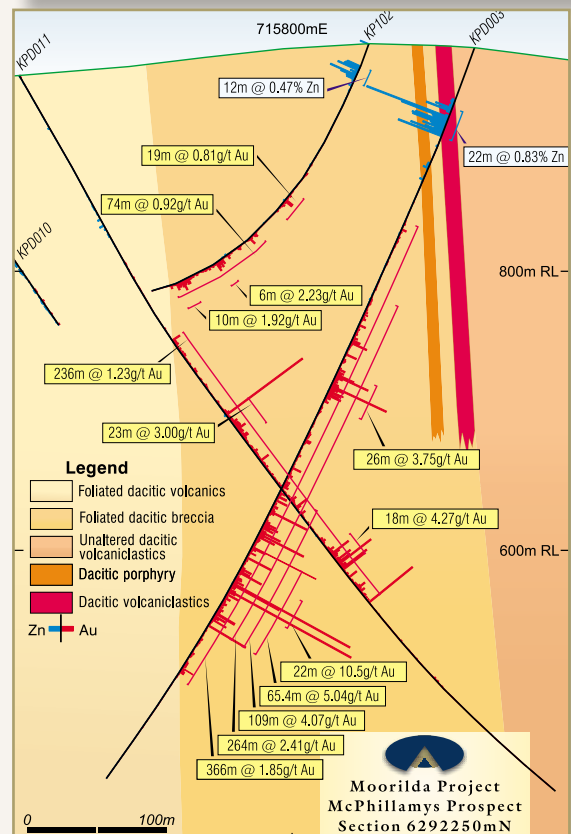 KPD011
715800mE
KP102
KPD003
12m @ 0.47% Zn
22m @ 0.83% Zn
19m @ 0.81g/t Au
74m @ 0.92g/t Au
KPD010
800m RL
6m @ 2.23g/t Au
10m @ 1.92g/t Au
236m @ 1.23g/t Au
23m @ 3.00g/t Au
26m @ 3.75g/t Au
Legend
Foliated dacitic volcanics
Foliated dacitic breccia
Unaltered dacitic
volcaniclastics
Dacitic porphyry
Dacitic volcaniclastics
Zn Au
18m @ 4.27g/t Au
600m RL
22m @ 10.5g/t Au
65.4m @ 5.04g/t Au
109m @ 4.07g/t Au
264m @ 2.41g/t Au
366m @ 1.85g/t Au
0 100m
Moorilda Project
McPhillamys Prospect
Section 6292250mN